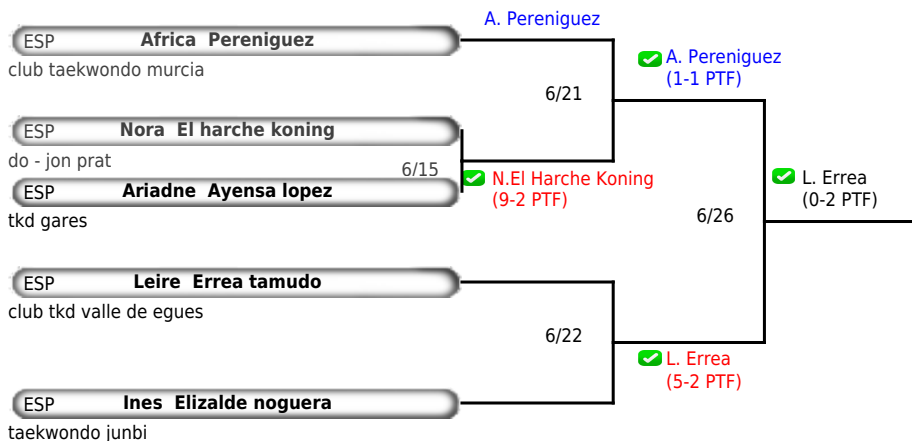 A. Pereniguez
ESP Africa Pereniguez
club taekwondo murcia
A. Pereniguez
(1-1 PTF)
6/21
ESP Nora El harche koning
do - jon prat
6/15
N.El Harche Koning
(9-2 PTF)
ESP Ariadne Ayensa lopez
tkd gares
L. Errea
(0-2 PTF)
6/26
ESP Leire Errea tamudo
club tkd valle de egues
6/22
L. Errea
(5-2 PTF)
ESP Ines Elizalde noguera
taekwondo junbi